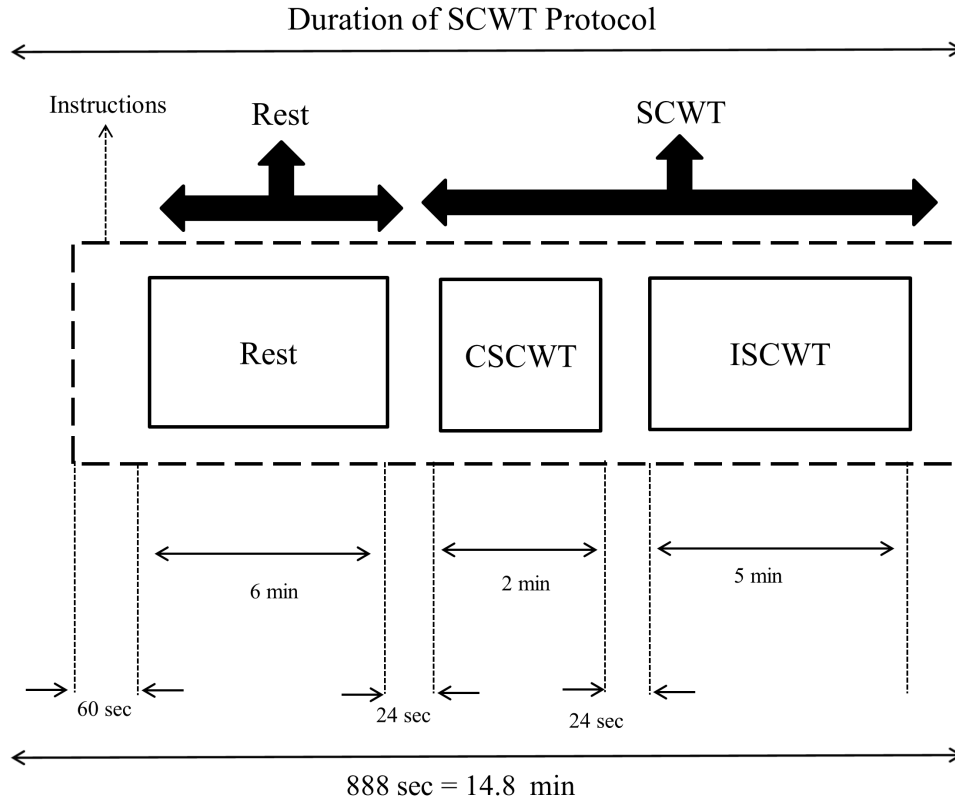 Duration of SCWT Protocol
Instructions
Rest
SCWT
Rest
CSCWT
ISCWT
6 min
2 min
5 min
60 sec
24 sec
24 sec
888 sec = 14.8 min